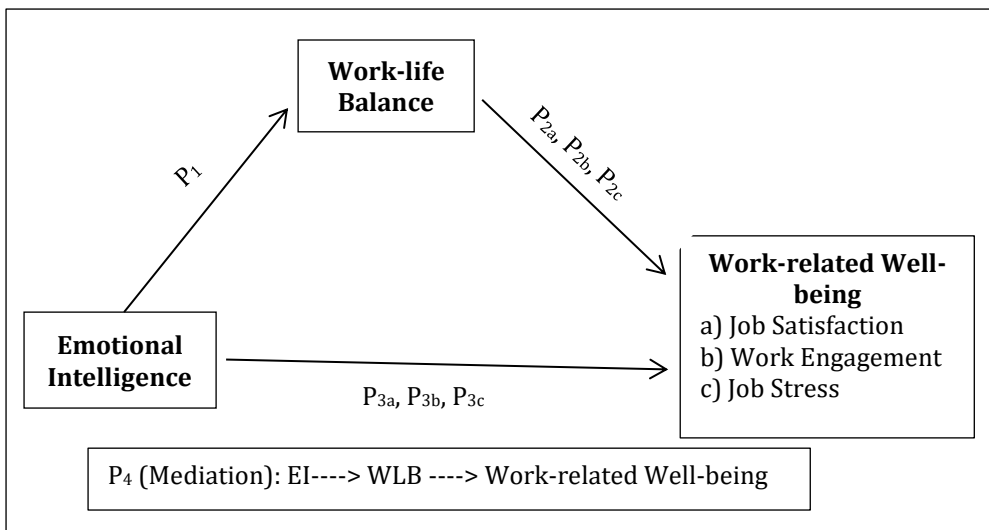 Work-life
Balance
P₁
P₂ₐ, P₂b, P₂c
Work-related Well-
being
a) Job Satisfaction
b) Work Engagement
c) Job Stress
Emotional
Intelligence
P₃ₐ, P₃b, P₃c
P₄ (Mediation): EI----> WLB ----> Work-related Well-being